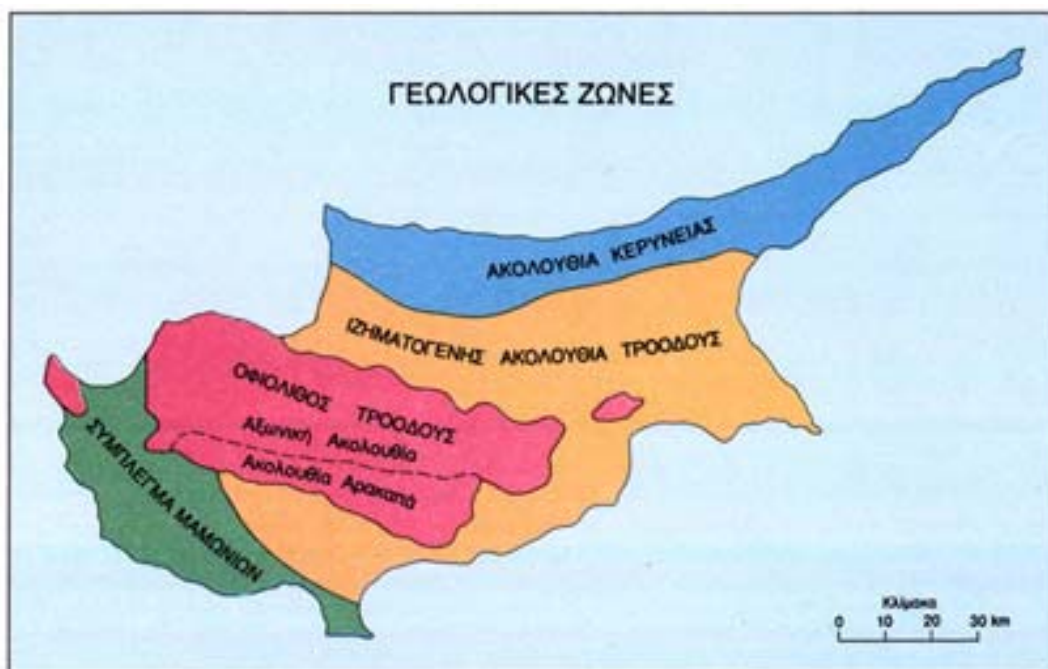 ΓΕΩΛΟΓΙΚΕΣ ΖΩΝΕΣ
ΑΚΟΛΟΥΘΙΑ ΚΕΡΥΝΕΙΑΣ
ΙΖΗΜΑΤΟΓΕΝΗΣ ΑΚΟΛΟΥΘΙΑ ΤΡΟΟΔΟΥΣ
ΟΦΙΟΛΙΘΟΣ ΤΡΟΟΔΟΥΣ
Αξωνική Ακολουθία
Ακολουθία Αρακαπά
ΣΥΜΠΛΕΓΜΑ ΜΑΜΩΝΙΩΝ
Κλίμακα
0 10 20 30 km